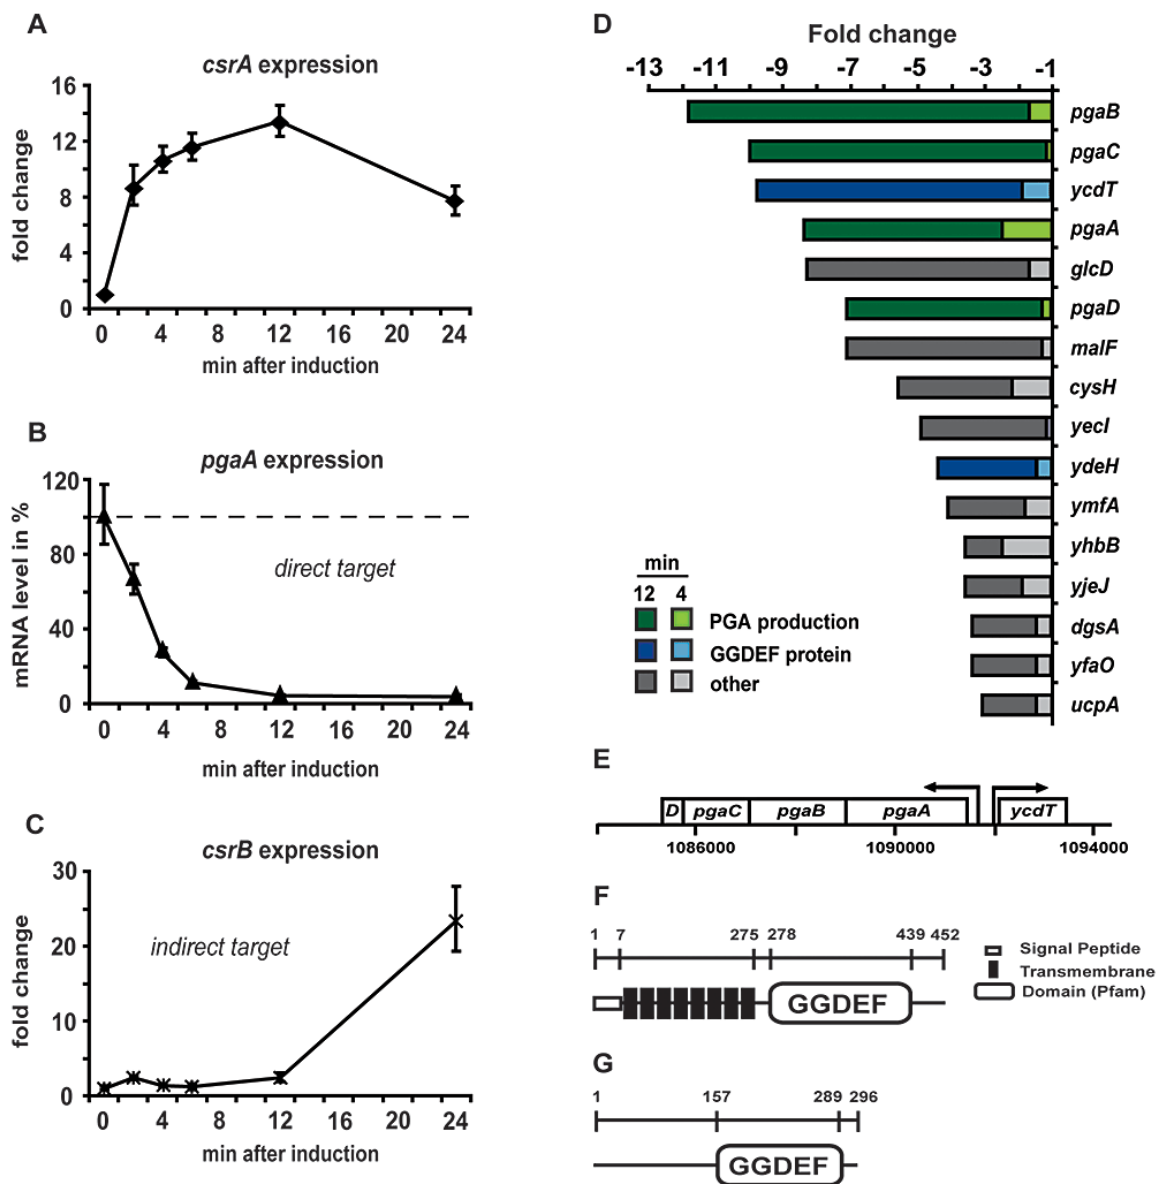 A
csrA expression
fold change
16
12
8
4
0
0 4 8 12 16 20 24
min after induction
B
pgaA expression
mRNA level in %
120
80
40
0
direct target
0 4 8 12 16 20 24
min after induction
C
csrB expression
fold change
30
20
10
0
indirect target
0 4 8 12 16 20 24
min after induction
D
Fold change
-13 -11 -9 -7 -5 -3 -1
pgaB
pgaC
ycdT
pgaA
glcD
pgaD
malF
cysH
yecI
ydeH
ymfA
yhbB
yjeJ
dgsA
yfaO
ucpA
min
12 4
PGA production
GGDEF protein
other
E
D pgaC pgaB pgaA ycdT
1086000 1090000 1094000
F
1 7 275 278 439 452
GGDEF
Signal Peptide
Transmembrane
Domain (Pfam)
G
1 157 289 296
GGDEF